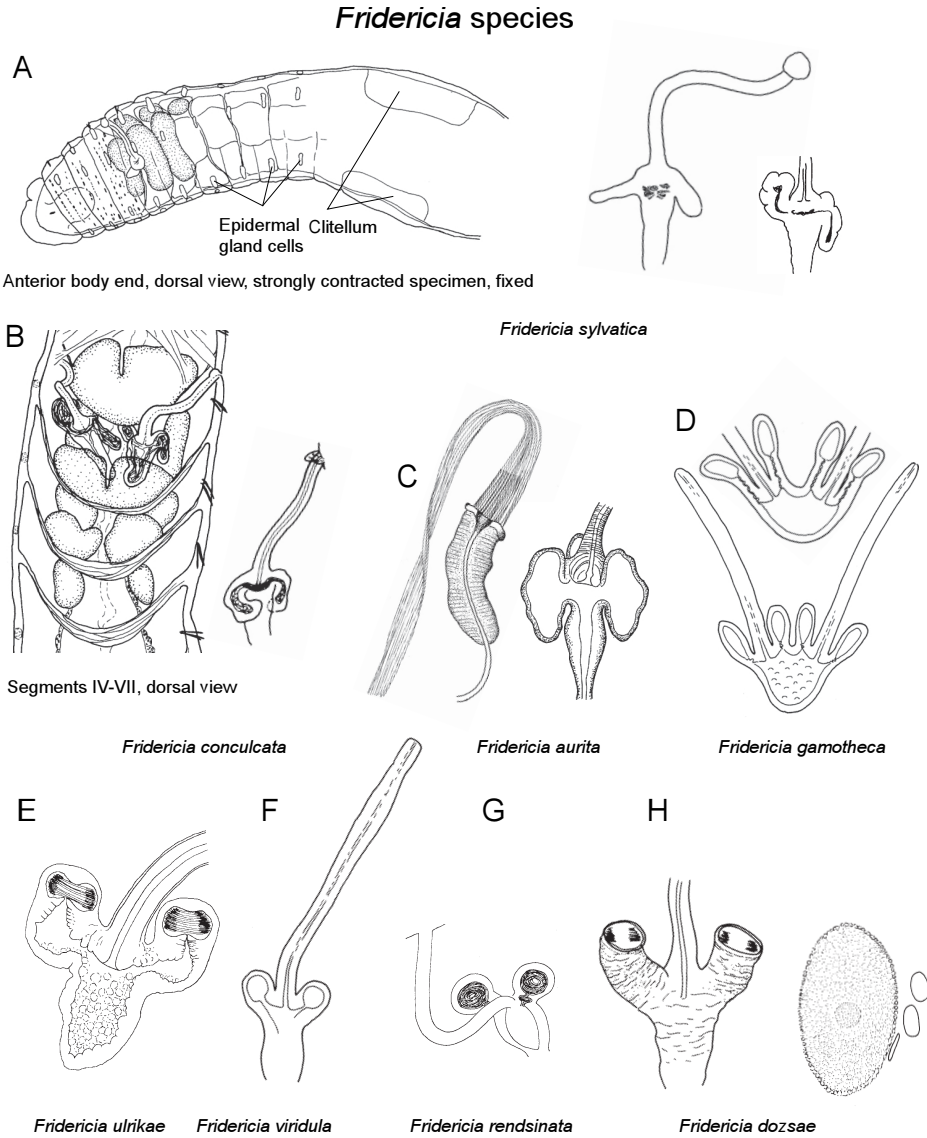 Fridericia species
A
Epidermal
gland cells
Clitellum
Anterior body end, dorsal view, strongly contracted specimen, fixed
Fridericia sylvatica
B
C
D
Segments IV-VII, dorsal view
Fridericia conculcata
Fridericia aurita
Fridericia gamotheca
E
F
G
H
Fridericia ulrikae
Fridericia viridula
Fridericia rendsinata
Fridericia dozsae